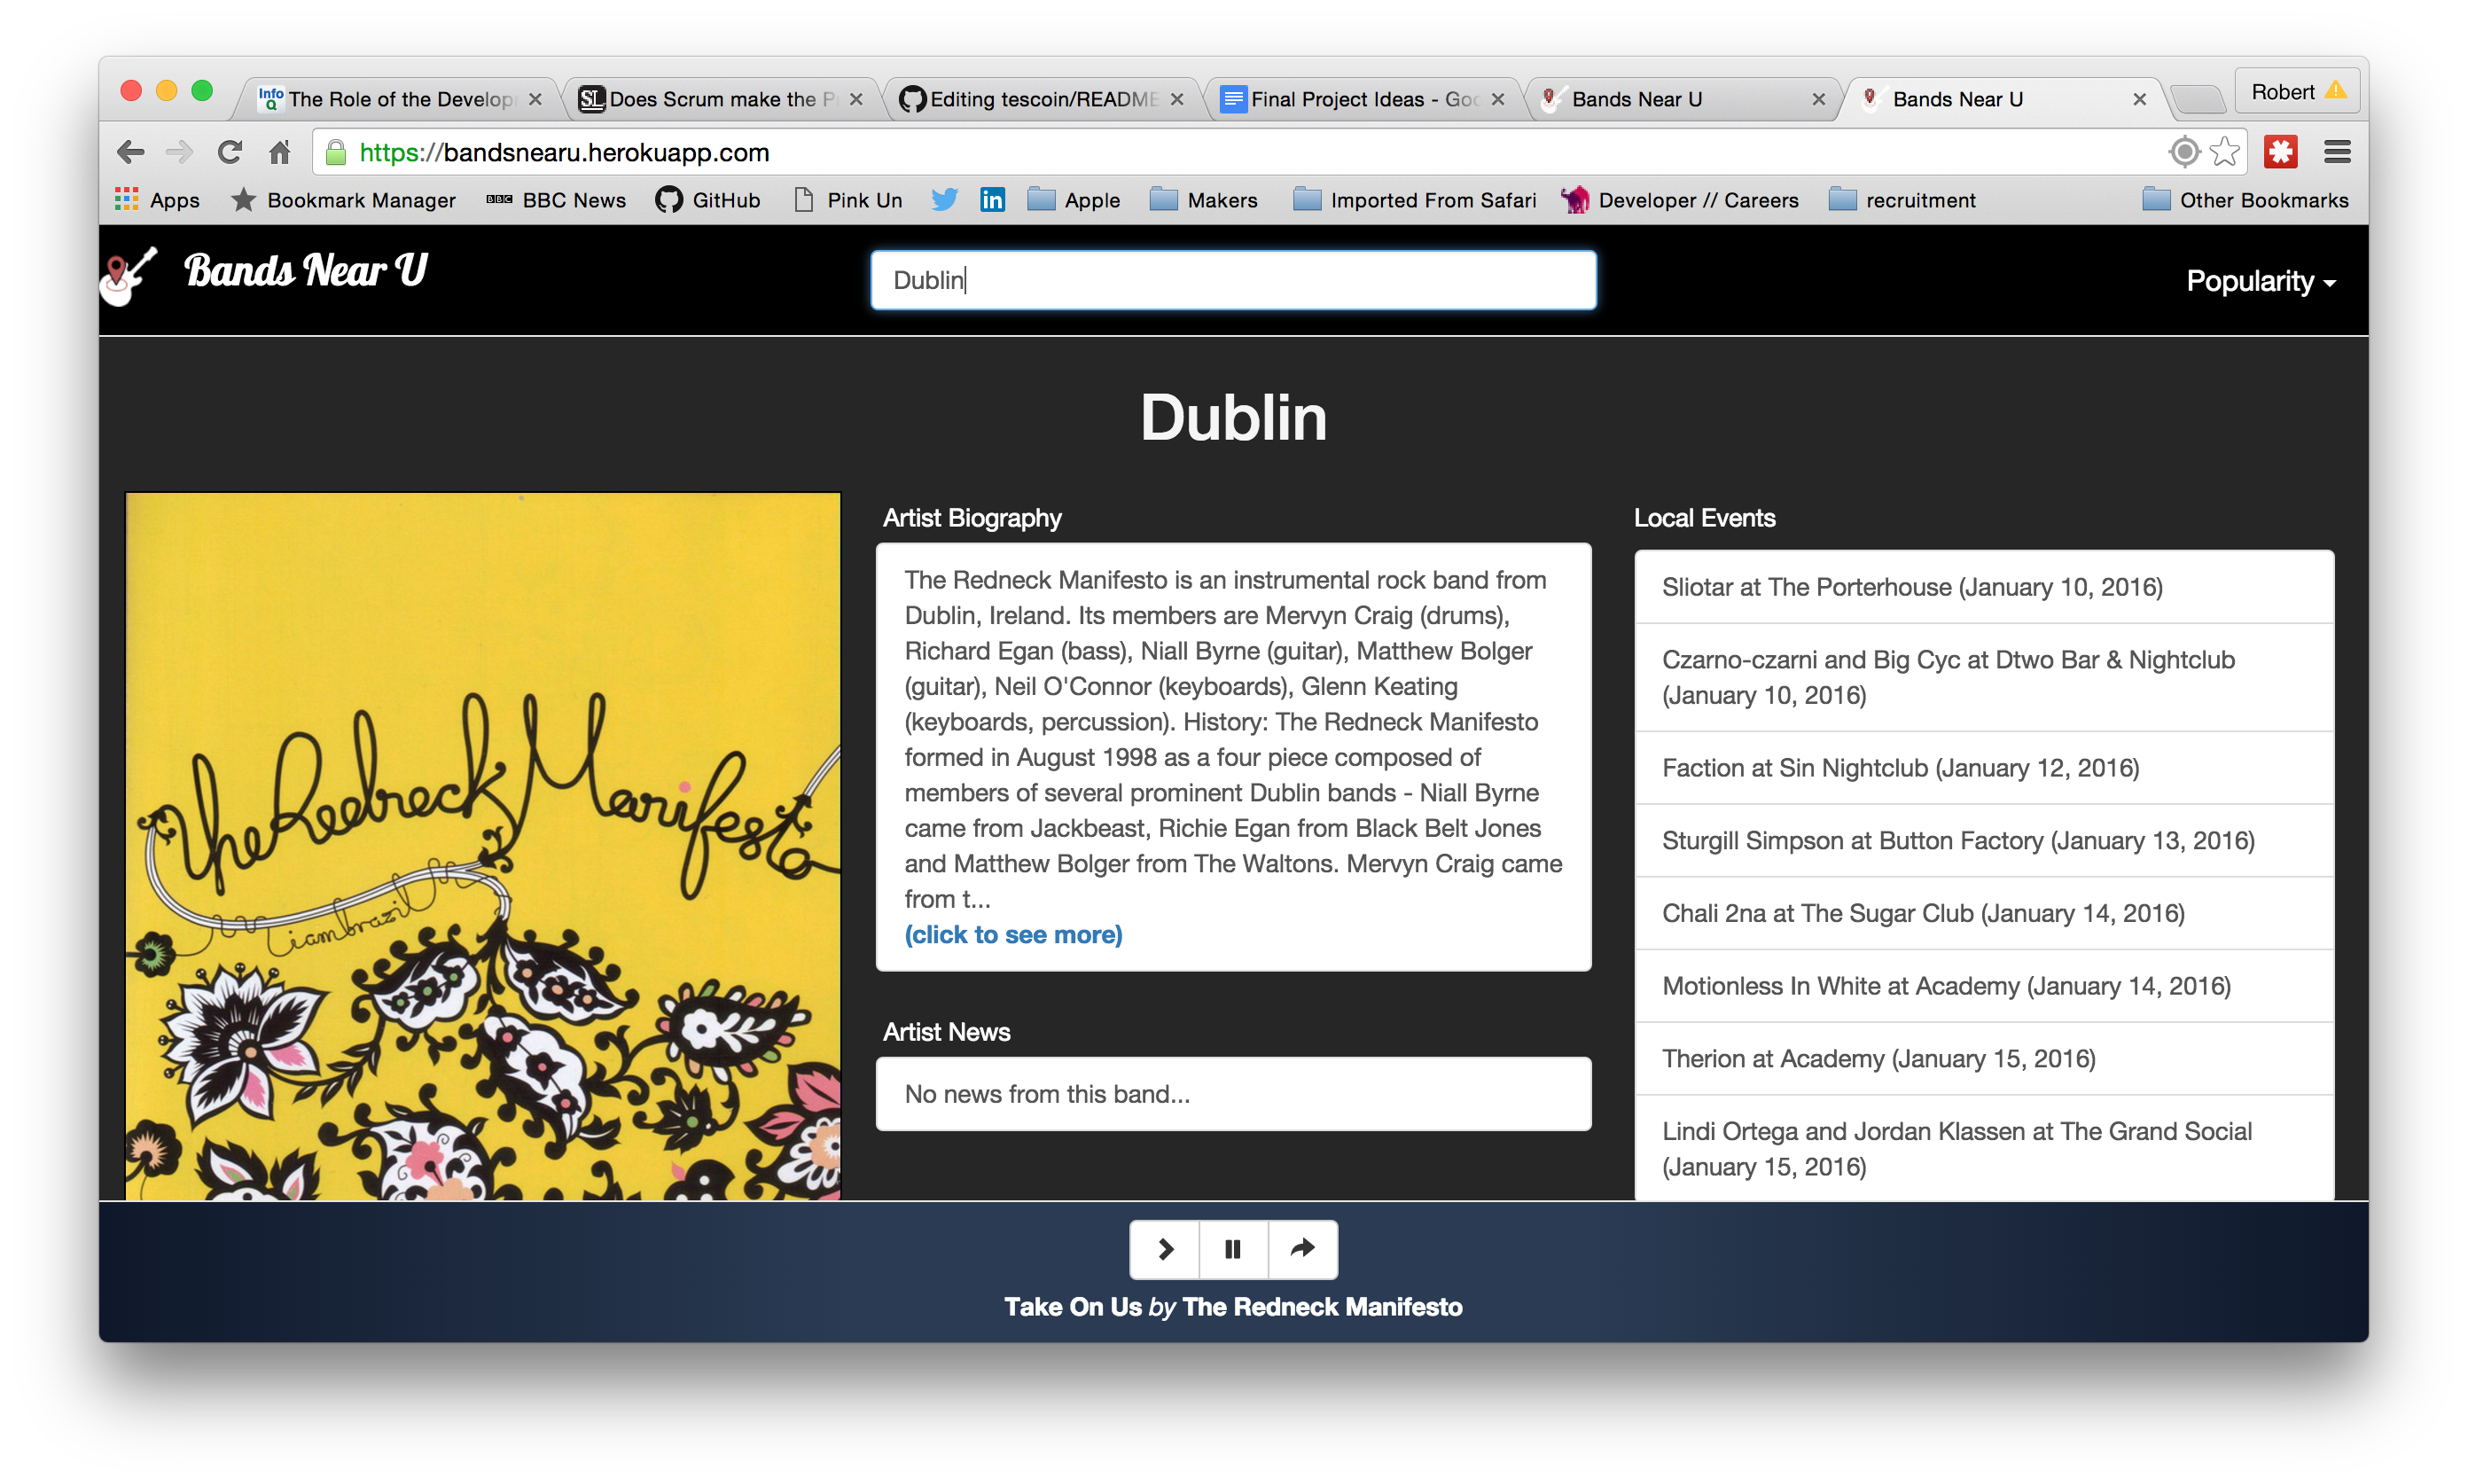 Info Q The Role of the Develop
SL Does Scrum make the P
Editing tescoin/README
Final Project Ideas - Goo
Bands Near U
Bands Near U
Robert
https://bandsnearu.herokuapp.com
Apps
Bookmark Manager
BBC BBC News
GitHub
Pink Un
in
Apple
Makers
Imported From Safari
Developer // Careers
recruitment
Other Bookmarks
Bands Near U
Dublin
Popularity
Dublin
The Redneck Manifesto
iambrazil
Artist Biography
The Redneck Manifesto is an instrumental rock band from
Dublin, Ireland. Its members are Mervyn Craig (drums),
Richard Egan (bass), Niall Byrne (guitar), Matthew Bolger
(guitar), Neil O'Connor (keyboards), Glenn Keating
(keyboards, percussion). History: The Redneck Manifesto
formed in August 1998 as a four piece composed of
members of several prominent Dublin bands - Niall Byrne
came from Jackbeast, Richie Egan from Black Belt Jones
and Matthew Bolger from The Waltons. Mervyn Craig came
from t...
(click to see more)
Artist News
No news from this band...
Local Events
Sliotar at The Porterhouse (January 10, 2016)
Czarno-czarni and Big Cyc at Dtwo Bar & Nightclub
(January 10, 2016)
Faction at Sin Nightclub (January 12, 2016)
Sturgill Simpson at Button Factory (January 13, 2016)
Chali 2na at The Sugar Club (January 14, 2016)
Motionless In White at Academy (January 14, 2016)
Therion at Academy (January 15, 2016)
Lindi Ortega and Jordan Klassen at The Grand Social
(January 15, 2016)
Take On Us by The Redneck Manifesto